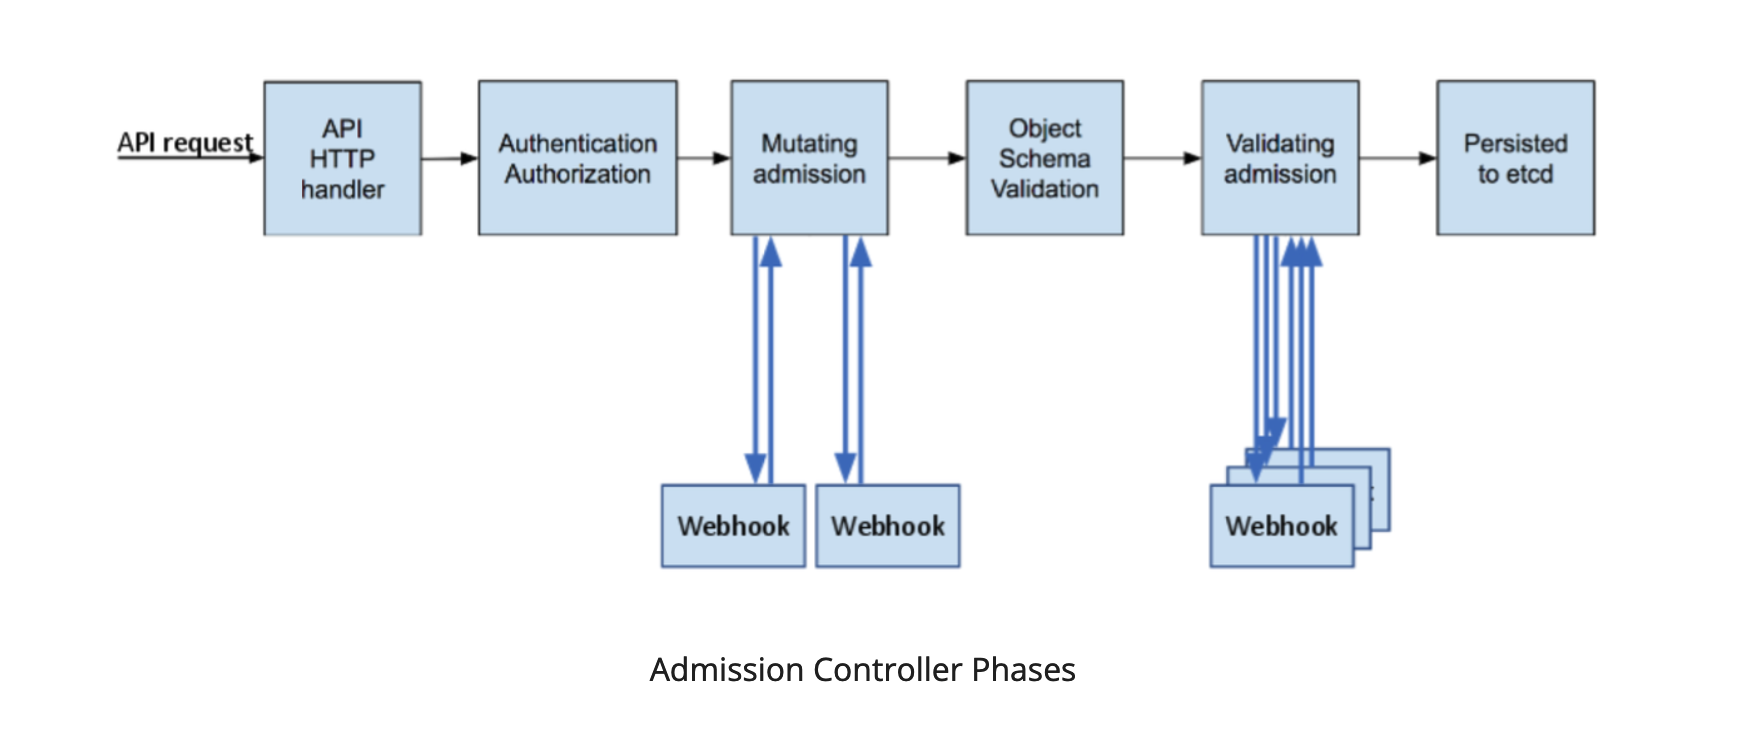 API request
API
HTTP
handler
Authentication
Authorization
Mutating
admission
Object
Schema
Validation
Validating
admission
Persisted
to etcd
Webhook
Webhook
Webhook
Admission Controller Phases